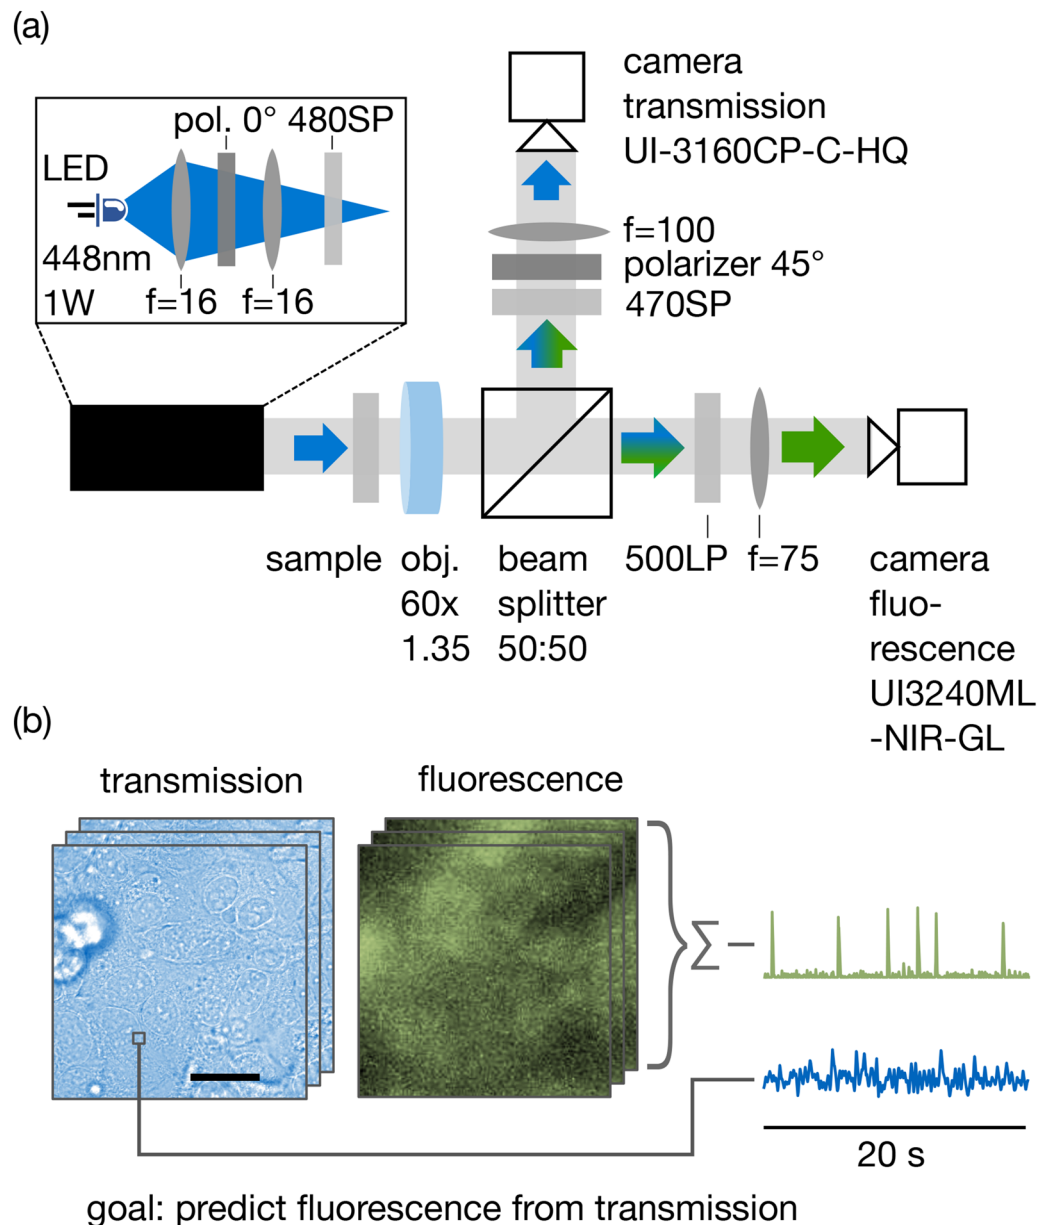 (a)
pol. 0° 480SP
LED
448nm
1W
f=16
f=16
camera
transmission
UI-3160CP-C-HQ
f=100
polarizer 45°
470SP
sample
obj.
60x
1.35
beam
splitter
50:50
500LP
f=75
camera
fluo-
rescence
UI3240ML
-NIR-GL
(b)
transmission
fluorescence
∑
20 s
goal: predict fluorescence from transmission